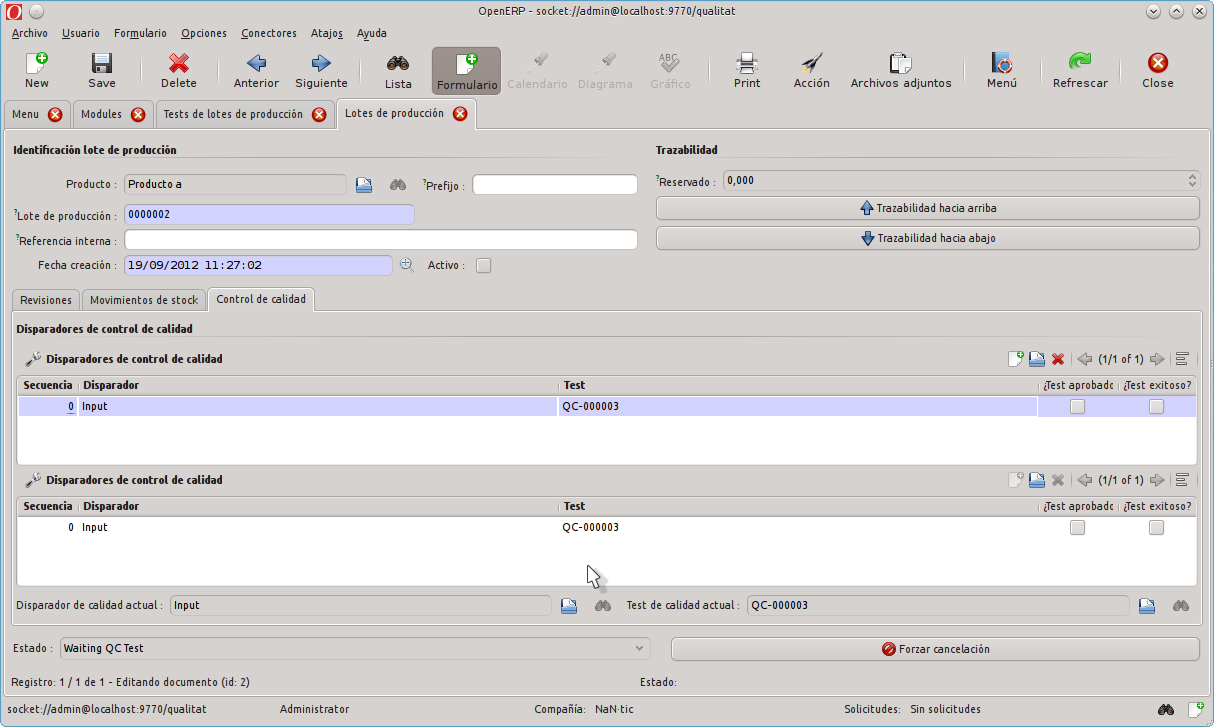 OpenERP - socket://admin@localhost:9770/qualitat
Archivo Usuario Formulario Opciones Conectores Atajos Ayuda
New Save Delete Anterior Siguiente Lista Formulario Calendario Diagrama Gráfico Print Acción Archivos adjuntos Menú Refrescar Close
Menu Modules Tests de lotes de producción Lotes de producción
Identificación lote de producción Trazabilidad
Producto : Producto a ?Prefijo : ?Reservado : 0,000
?Lote de producción : 0000002 Trazabilidad hacia arriba
?Referencia interna : Trazabilidad hacia abajo
Fecha creación : 19/09/2012 11:27:02 Activo :
Revisiones Movimientos de stock Control de calidad
Disparadores de control de calidad
Disparadores de control de calidad (1/1 of 1)
Secuencia Disparador Test ¿Test aprobado ¿Test exitoso?
0 Input QC-000003
Disparadores de control de calidad (1/1 of 1)
Secuencia Disparador Test ¿Test aprobado ¿Test exitoso?
0 Input QC-000003
Disparador de calidad actual : Input Test de calidad actual : QC-000003
Estado : Waiting QC Test Forzar cancelación
Registro: 1 / 1 de 1 - Editando documento (id: 2) Estado:
socket://admin@localhost:9770/qualitat Administrator Compañía: NaN·tic Solicitudes: Sin solicitudes